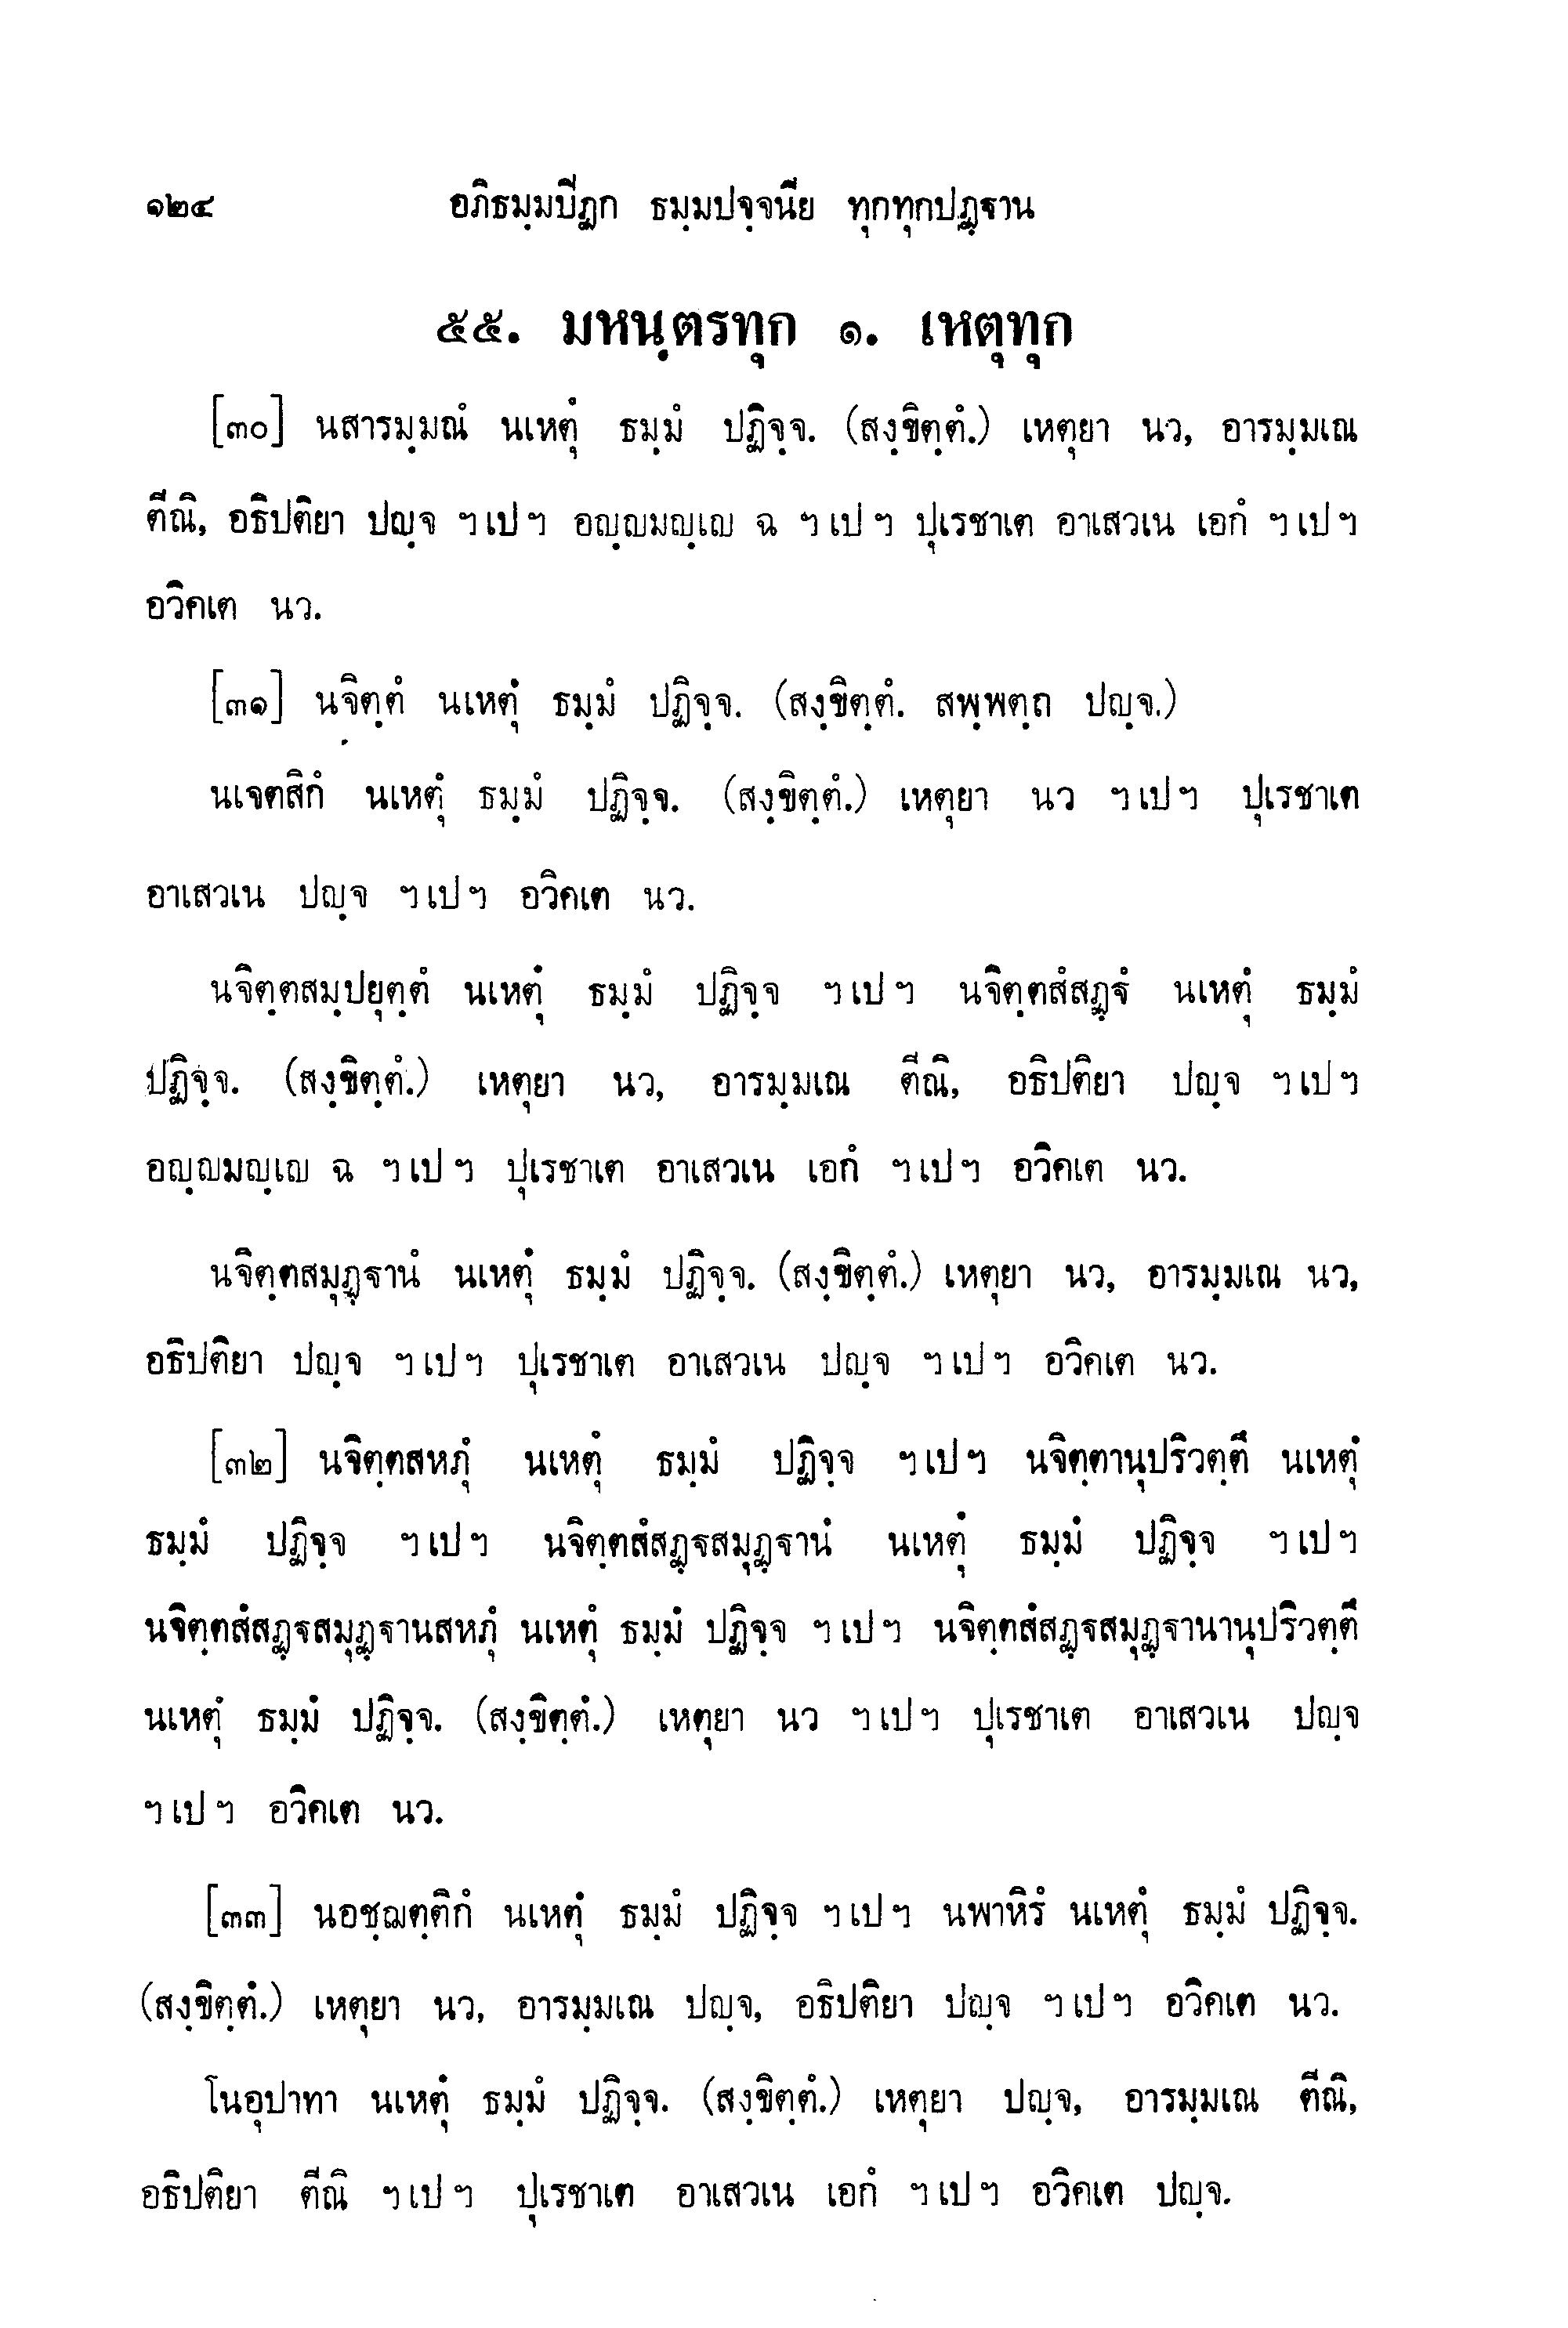 ๑๒๔ อภิธมฺมปีฏก ธมฺมปจฺจนีย ทุกทุกปฏฺฐาน
๕๕. มหนฺตรทุก ๑. เหตุทุก
[๓๐] นสารมฺมณํ นเหตุํ ธมฺมํ ปฏิจฺจ. (สงฺขิตฺตํ.) เหตุยา นว, อารมฺมเณ
ตีณิ, อธิปติยา ปญฺจ ฯ เป ฯ อญฺญมญฺเญ ฉ ฯ เป ฯ ปุเรชาเต อาเสวเน เอกํ ฯ เป ฯ
อวิคเต นว.
[๓๑] นจิตฺตํ นเหตุํ ธมฺมํ ปฏิจฺจ. (สงฺขิตฺตํ. สพฺพตฺถ ปญฺจ.)
นเจตสิกํ นเหตุํ ธมฺมํ ปฏิจฺจ. (สงฺขิตฺตํ.) เหตุยา นว ฯ เป ฯ ปุเรชาเต
อาเสวเน ปญฺจ ฯ เป ฯ อวิคเต นว.
นจิตฺตสมฺปยุตฺตํ นเหตุํ ธมฺมํ ปฏิจฺจ ฯ เป ฯ นจิตฺตสํสฏฺฐํ นเหตุํ ธมฺมํ
ปฏิจฺจ. (สงฺขิตฺตํ.) เหตุยา นว, อารมฺมเณ ตีณิ, อธิปติยา ปญฺจ ฯ เป ฯ
อญฺญมญฺเญ ฉ ฯ เป ฯ ปุเรชาเต อาเสวเน เอกํ ฯ เป ฯ อวิคเต นว.
นจิตฺตสมุฏฺฐานํ นเหตุํ ธมฺมํ ปฏิจฺจ. (สงฺขิตฺตํ.) เหตุยา นว, อารมฺมเณ นว,
อธิปติยา ปญฺจ ฯ เป ฯ ปุเรชาเต อาเสวเน ปญฺจ ฯ เป ฯ อวิคเต นว.
[๓๒] นจิตฺตสหภุํ นเหตุํ ธมฺมํ ปฏิจฺจ ฯ เป ฯ นจิตฺตานุปริวตฺตึ นเหตุํ
ธมฺมํ ปฏิจฺจ ฯ เป ฯ นจิตฺตสํสฏฺฐสมุฏฺฐานํ นเหตุํ ธมฺมํ ปฏิจฺจ ฯ เป ฯ
นจิตฺตสํสฏฺฐสมุฏฺฐานสหภุํ นเหตุํ ธมฺมํ ปฏิจฺจ ฯ เป ฯ นจิตฺตสํสฏฺฐสมุฏฺฐานานุปริวตฺตึ
นเหตุํ ธมฺมํ ปฏิจฺจ. (สงฺขิตฺตํ.) เหตุยา นว ฯ เป ฯ ปุเรชาเต อาเสวเน ปญฺจ
ฯ เป ฯ อวิคเต นว.
[๓๓] นอชฺฌตฺติกํ นเหตุํ ธมฺมํ ปฏิจฺจ ฯ เป ฯ นพาหิรํ นเหตุํ ธมฺมํ ปฏิจฺจ.
(สงฺขิตฺตํ.) เหตุยา นว, อารมฺมเณ ปญฺจ, อธิปติยา ปญฺจ ฯ เป ฯ อวิคเต นว.
โนอุปาทา นเหตุํ ธมฺมํ ปฏิจฺจ. (สงฺขิตฺตํ.) เหตุยา ปญฺจ, อารมฺมเณ ตีณิ,
อธิปติยา ตีณิ ฯ เป ฯ ปุเรชาเต อาเสวเน เอกํ ฯ เป ฯ อวิคเต ปญฺจ.